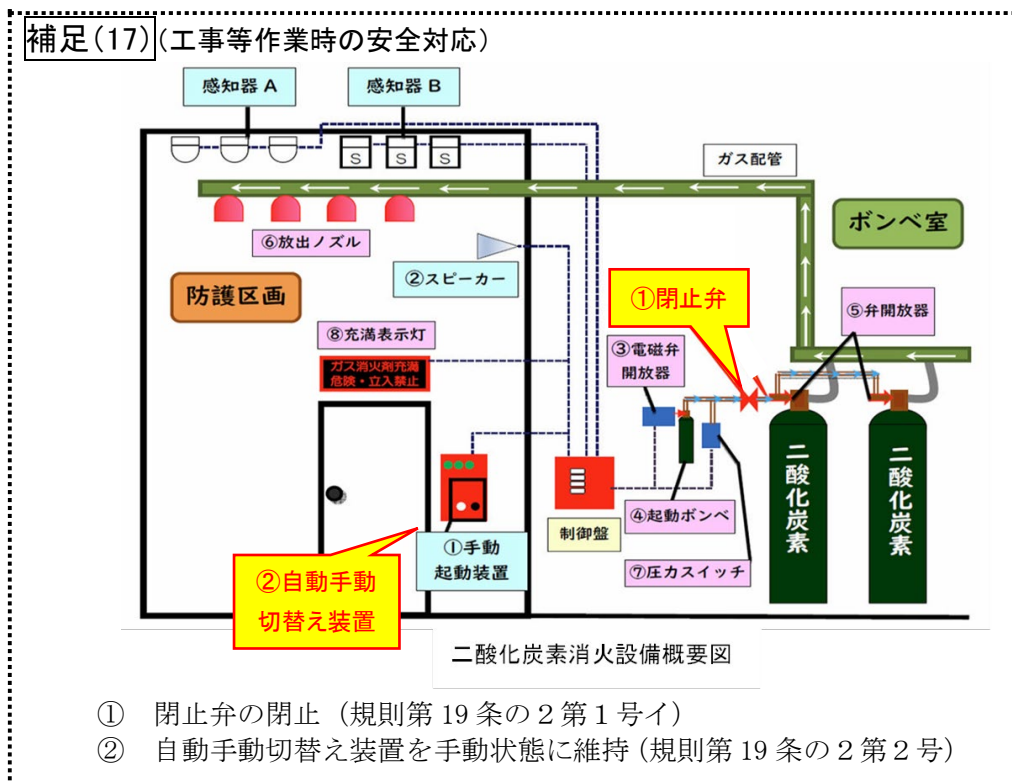 補足(17)(工事等作業時の安全対応)
感知器 A
感知器 B
S S S
ガス配管
⑥放出ノズル
ボンベ室
②スピーカー
防護区画
①閉止弁
⑤弁開放器
⑧充満表示灯
ガス消火剤充満
危険・立入禁止
③電磁弁
開放器
二酸化炭素
二酸化炭素
④起動ボンベ
制御盤
①手動
起動装置
⑦圧力スイッチ
②自動手動
切替え装置
二酸化炭素消火設備概要図
① 閉止弁の閉止（規則第 19 条の２第１号イ）
② 自動手動切替え装置を手動状態に維持（規則第 19 条の２第２号）